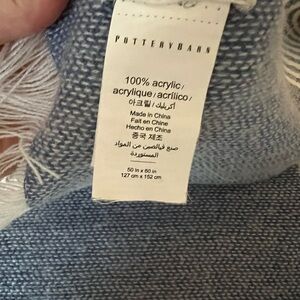 POTTERYBARN
100% acrylic/
acrylique/acrílico/
아크릴/أكريليك
Made in China
Fait en Chine
Hecho en China
중국 제조
صنع في الصين من المواد
المستوردة
50 in x 60 in
127 cm x 152 cm